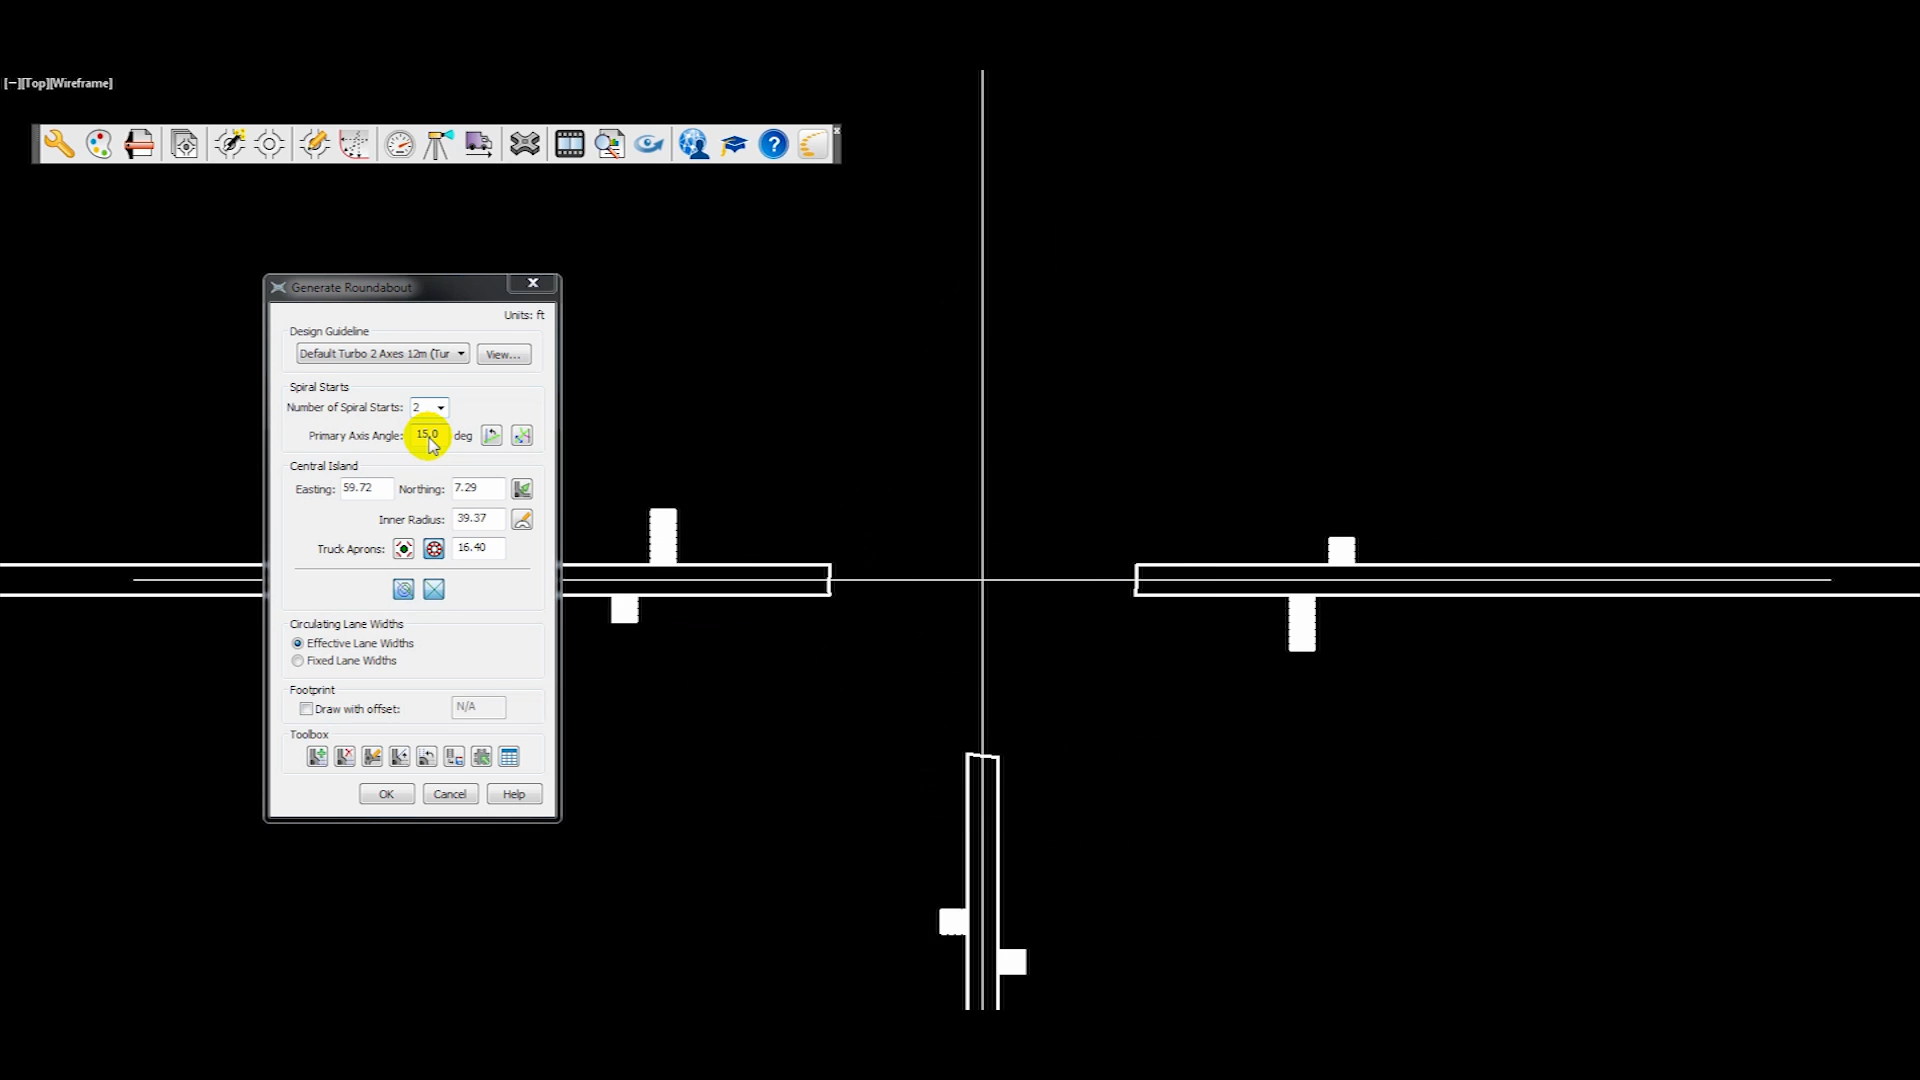 [−][Top][Wireframe]
Generate Roundabout
Units: ft
Design Guideline
Default Turbo 2 Axes 12m (Tur
View...
Spiral Starts
Number of Spiral Starts: 2
Primary Axis Angle: 15.0 deg
Central Island
Easting: 59.72 Northing: 7.29
Inner Radius: 39.37
Truck Aprons: 16.40
Circulating Lane Widths
Effective Lane Widths
Fixed Lane Widths
Footprint
Draw with offset: N/A
Toolbox
OK Cancel Help